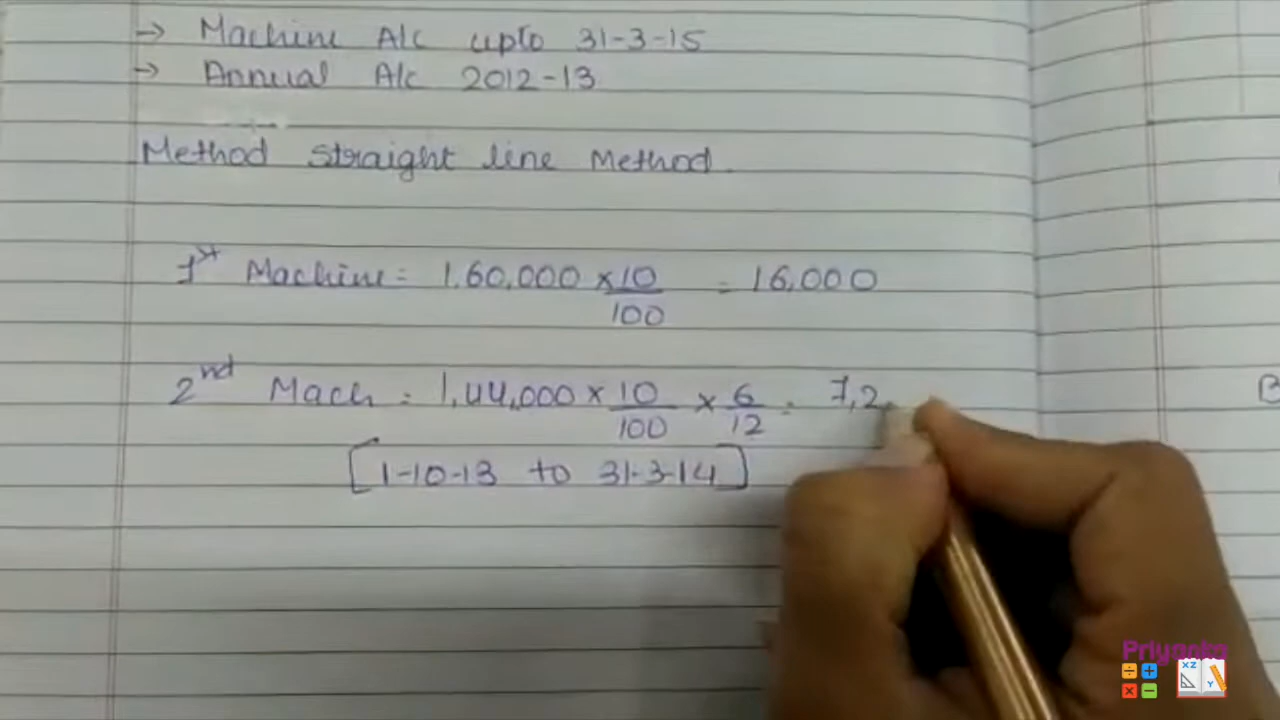 → Machine A/c upto 31-3-15
→ Annual A/c 2012-13
Method straight line Method.
1st Machine = 1,60,000 × 10/100 = 16,000
2nd Mach = 1,44,000 × 10/100 × 6/12 = 7,2
[1-10-13 to 31-3-14]
B
Priyanka
XZ
Y